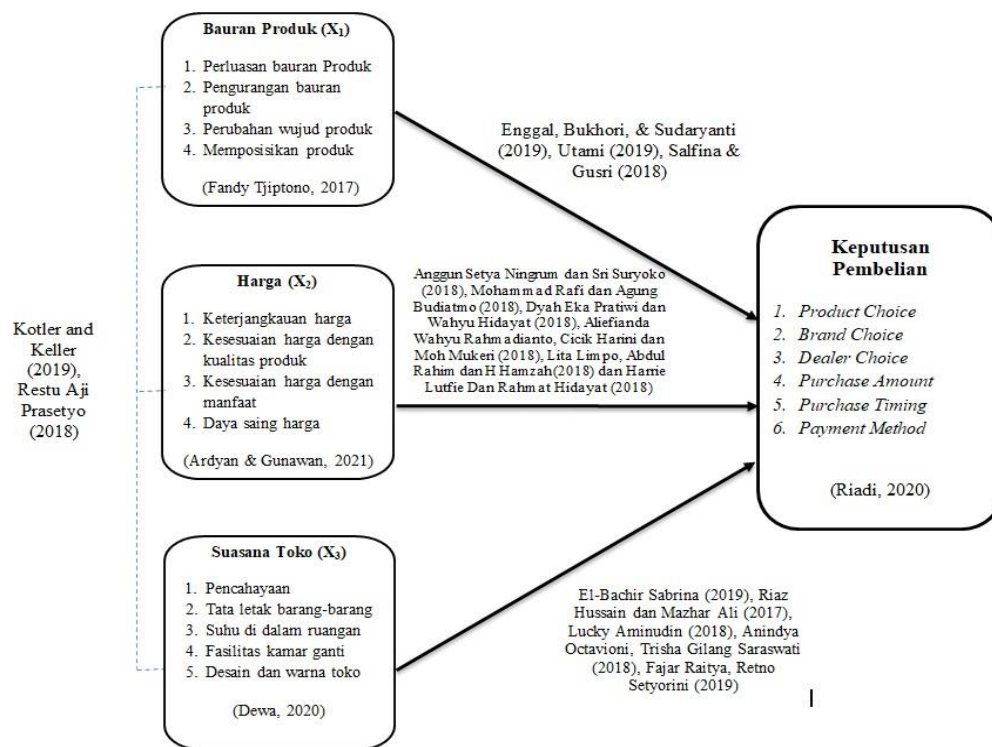 Bauran Produk (X₁)
1. Perluasan bauran Produk
2. Pengurangan bauran
produk
3. Perubahan wujud produk
4. Memposisikan produk
(Fandy Tjiptono, 2017)
Enggal, Bukhori, & Sudaryanti
(2019), Utami (2019), Salfina &
Gusri (2018)
Kotler and
Keller
(2019),
Restu Aji
Prasetyo
(2018)
Harga (X₂)
1. Keterjangkauan harga
2. Kesesuaian harga dengan
kualitas produk
3. Kesesuaian harga dengan
manfaat
4. Daya saing harga
(Ardyan & Gunawan, 2021)
Anggun Setya Ningrum dan Sri Suryoko
(2018), Mohammad Rafi dan Agung
Budiatmo (2018), Dyah Eka Pratiwi dan
Wahyu Hidayat (2018), Aliefianda
Wahyu Rahmadianto, Cicik Harini dan
Moh Mukeri (2018), Lita Limpo, Abdul
Rahim dan H Hamzah(2018) dan Harrie
Lutfie Dan Rahmat Hidayat (2018)
Keputusan
Pembelian
1. Product Choice
2. Brand Choice
3. Dealer Choice
4. Purchase Amount
5. Purchase Timing
6. Payment Method
(Riadi, 2020)
Suasana Toko (X₃)
1. Pencahayaan
2. Tata letak barang-barang
3. Suhu di dalam ruangan
4. Fasilitas kamar ganti
5. Desain dan warna toko
(Dewa, 2020)
El-Bachir Sabrina (2019), Riaz
Hussain dan Mazhar Ali (2017),
Lucky Aminudin (2018), Anindya
Octavioni, Trisha Gilang Saraswati
(2018), Fajar Raitya, Retno
Setyorini (2019)